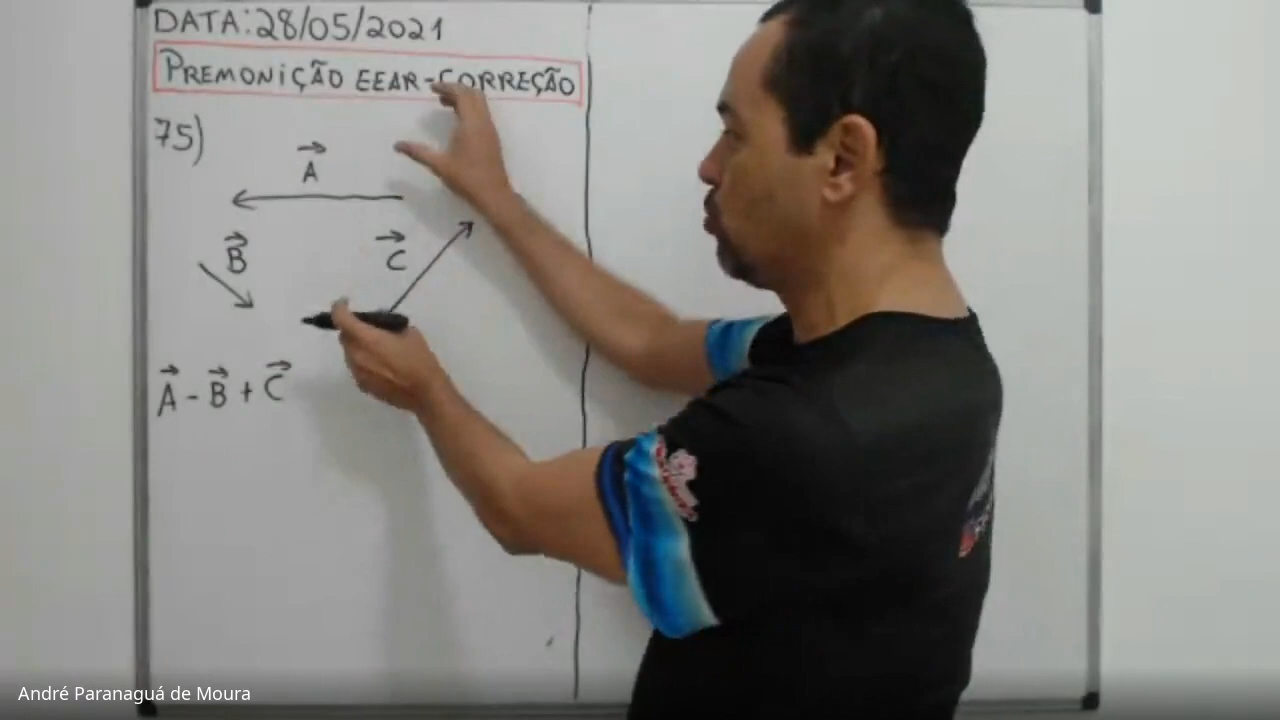 DATA: 28/05/2021
PREMONIÇÃO EEAR-CORREÇÃO
75)
A
B
C
A - B + C
André Paranaguá de Moura